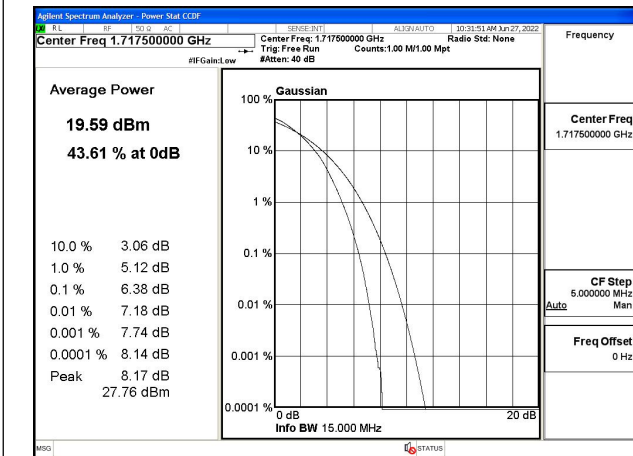 Agilent Spectrum Analyzer - Power Stat CCDF
RL RF 50 Ω AC SENSE:INT ALIGN AUTO 10:31:51 AM Jun 27, 2022
Center Freq 1.717500000 GHz
Center Freq: 1.717500000 GHz Radio Std: None
Trig: Free Run Counts:1.00 M/1.00 Mpt
#IFGain:Low #Atten: 40 dB
Frequency
Average Power
19.59 dBm
43.61 % at 0dB
10.0 % 3.06 dB
1.0 % 5.12 dB
0.1 % 6.38 dB
0.01 % 7.18 dB
0.001 % 7.74 dB
0.0001 % 8.14 dB
Peak 8.17 dB
27.76 dBm
Gaussian
100 %
10 %
1 %
0.1 %
0.01 %
0.001 %
0.0001 %
0 dB 20 dB
Info BW 15.000 MHz
Center Freq
1.717500000 GHz
CF Step
5.000000 MHz
Auto Man
Freq Offset
0 Hz
MSG STATUS